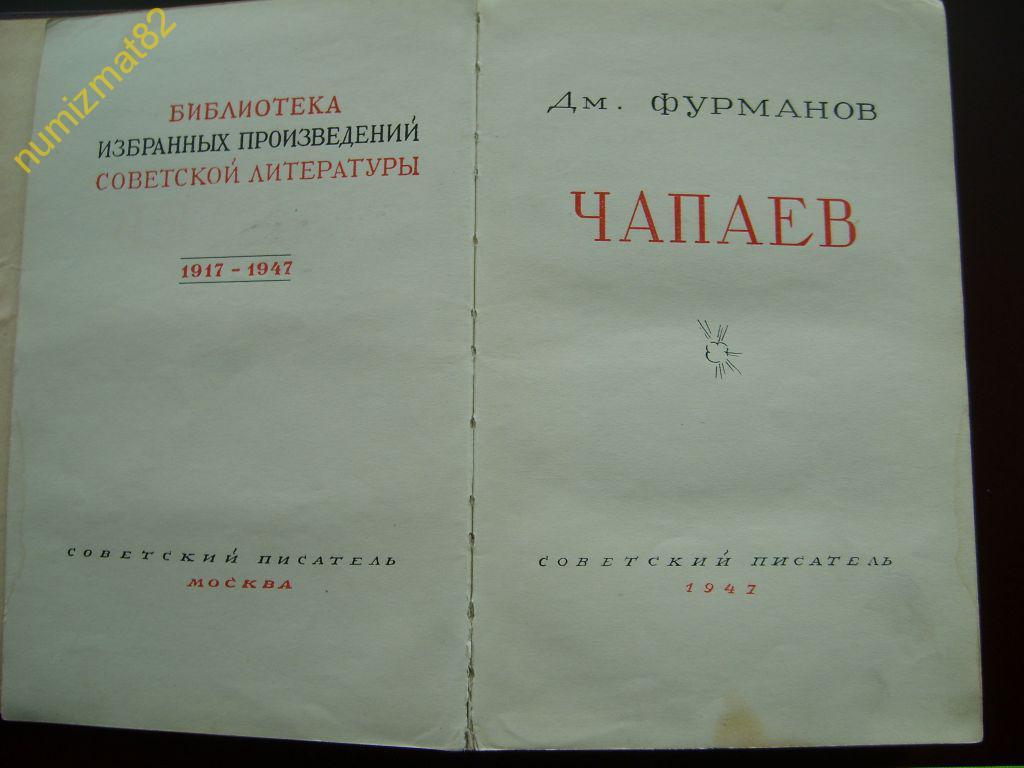 numizmat82
БИБЛИОТЕКА
ИЗБРАННЫХ ПРОИЗВЕДЕНИЙ
СОВЕТСКОЙ ЛИТЕРАТУРЫ
1917 - 1947
СОВЕТСКИЙ ПИСАТЕЛЬ
МОСКВА
Дм. ФУРМАНОВ
ЧАПАЕВ
СОВЕТСКИЙ ПИСАТЕЛЬ
1947